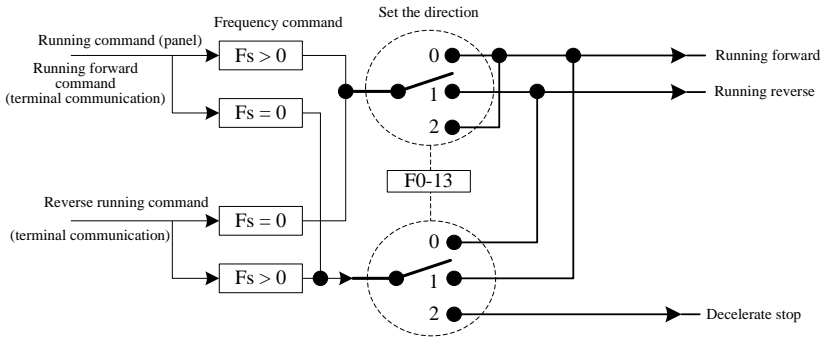 Frequency command
Set the direction
Running command (panel)
Fs > 0
0
Running forward
Running forward
command
(terminal communication)
1
Running reverse
Fs = 0
2
F0-13
Reverse running command
Fs = 0
0
(terminal communication)
Fs > 0
1
2
Decelerate stop